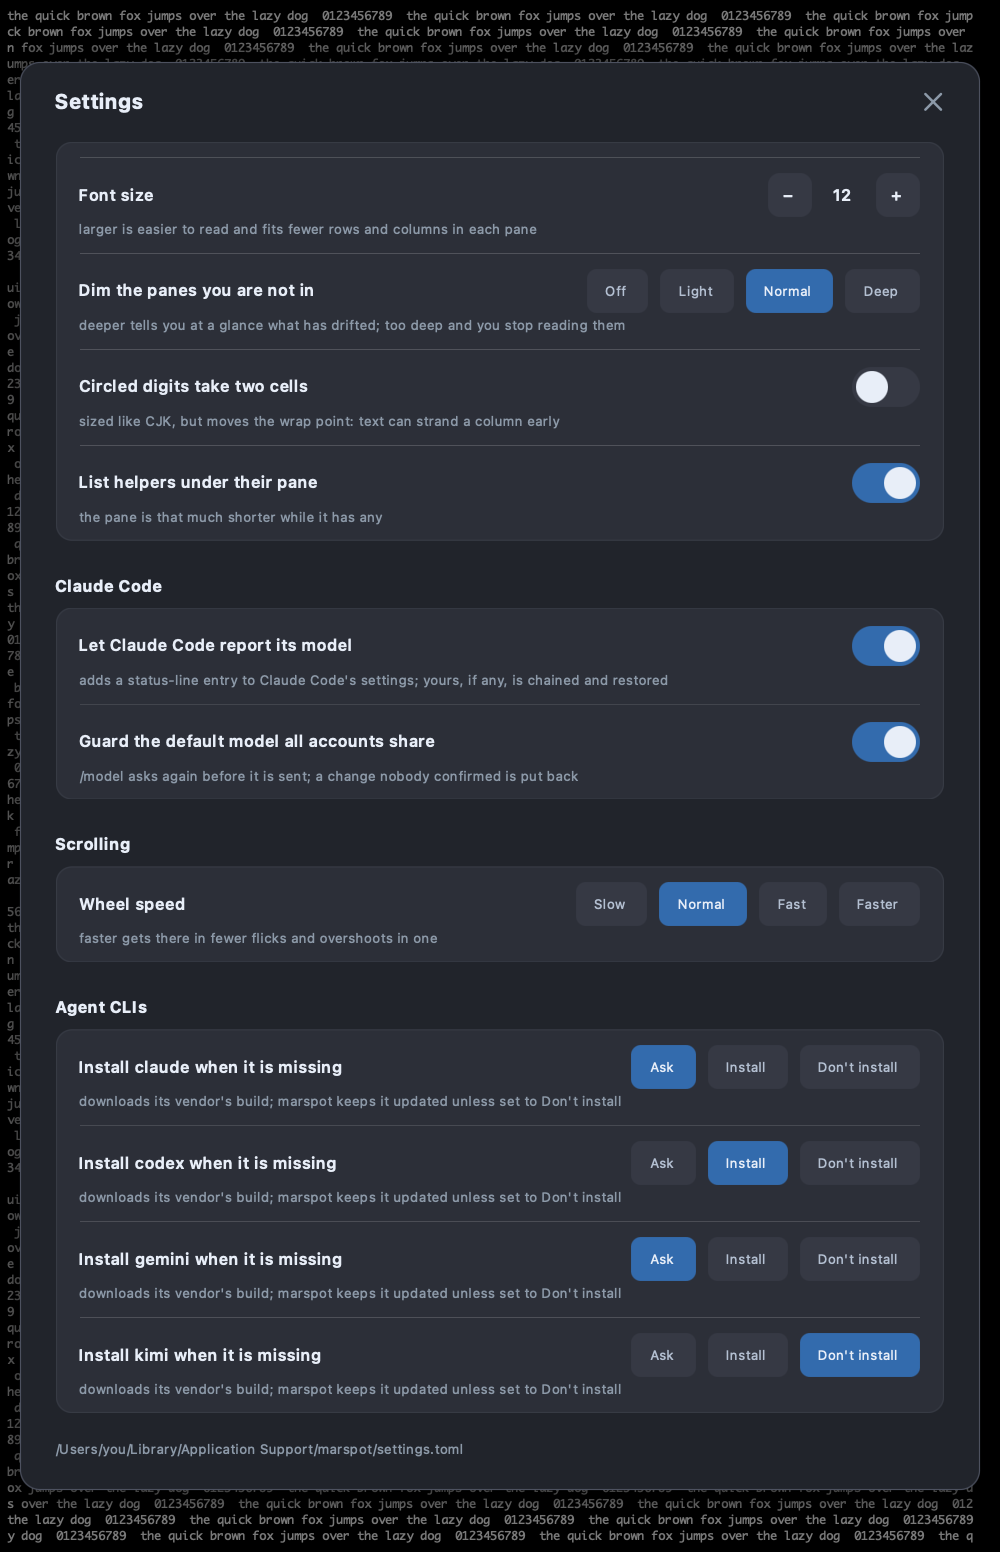 the quick brown fox jumps over the lazy dog  0123456789  the quick brown fox jumps over the lazy dog  0123456789  the quick brown fox jump
ck brown fox jumps over the lazy dog  0123456789  the quick brown fox jumps over the lazy dog  0123456789  the quick brown fox jumps over
n fox jumps over the lazy dog  0123456789  the quick brown fox jumps over the lazy dog  0123456789  the quick brown fox jumps over the laz
Settings
Font size
− 12 +
larger is easier to read and fits fewer rows and columns in each pane
Dim the panes you are not in
Off Light Normal Deep
deeper tells you at a glance what has drifted; too deep and you stop reading them
Circled digits take two cells
sized like CJK, but moves the wrap point: text can strand a column early
List helpers under their pane
the pane is that much shorter while it has any
Claude Code
Let Claude Code report its model
adds a status-line entry to Claude Code's settings; yours, if any, is chained and restored
Guard the default model all accounts share
/model asks again before it is sent; a change nobody confirmed is put back
Scrolling
Wheel speed
Slow Normal Fast Faster
faster gets there in fewer flicks and overshoots in one
Agent CLIs
Install claude when it is missing
Ask Install Don't install
downloads its vendor's build; marspot keeps it updated unless set to Don't install
Install codex when it is missing
Ask Install Don't install
downloads its vendor's build; marspot keeps it updated unless set to Don't install
Install gemini when it is missing
Ask Install Don't install
downloads its vendor's build; marspot keeps it updated unless set to Don't install
Install kimi when it is missing
Ask Install Don't install
downloads its vendor's build; marspot keeps it updated unless set to Don't install
/Users/you/Library/Application Support/marspot/settings.toml
s over the lazy dog  0123456789  the quick brown fox jumps over the lazy dog  0123456789  the quick brown fox jumps over the lazy dog  012
the lazy dog  0123456789  the quick brown fox jumps over the lazy dog  0123456789  the quick brown fox jumps over the lazy dog  0123456789
y dog  0123456789  the quick brown fox jumps over the lazy dog  0123456789  the quick brown fox jumps over the lazy dog  0123456789  the q